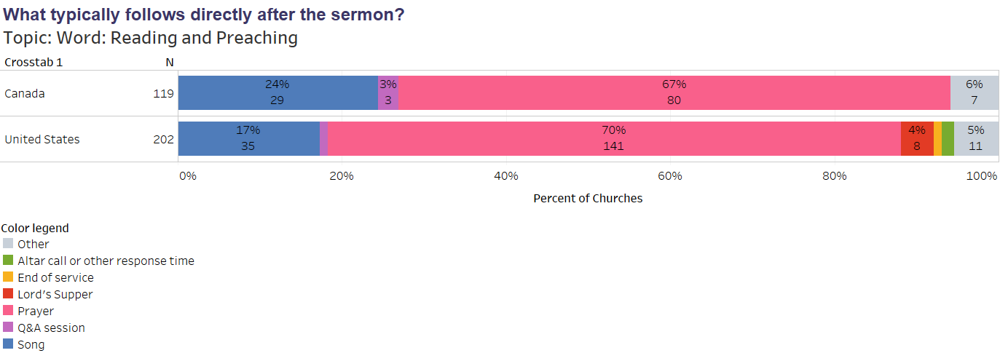 What typically follows directly after the sermon?
Topic: Word: Reading and Preaching
Crosstab 1 N
Canada 119 24% 3% 67% 6%
29 3 80 7
United States 202 17% 70% 4% 5%
35 141 8 11
0% 20% 40% 60% 80% 100%
Percent of Churches
Color legend
Other
Altar call or other response time
End of service
Lord's Supper
Prayer
Q&A session
Song